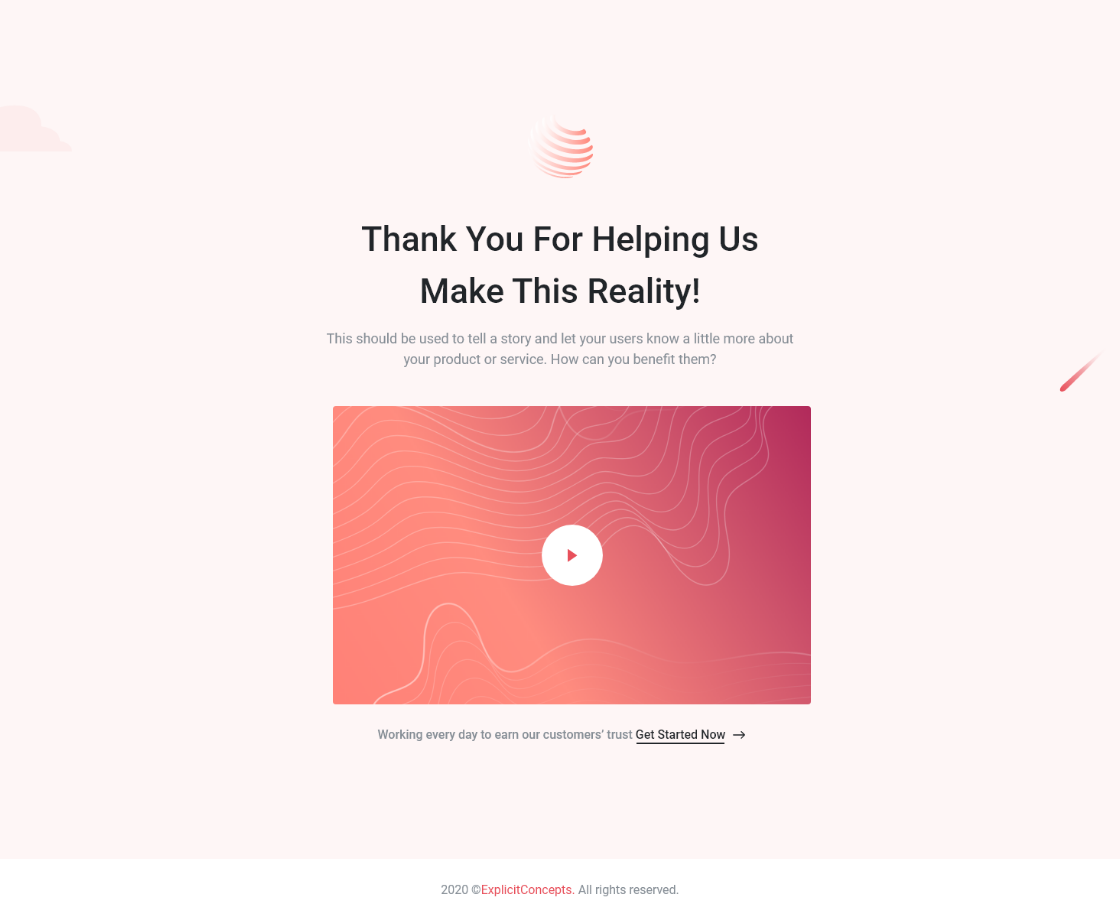 Thank You For Helping Us
Make This Reality!
This should be used to tell a story and let your users know a little more about
your product or service. How can you benefit them?
Working every day to earn our customers’ trust Get Started Now →
2020 ©ExplicitConcepts. All rights reserved.